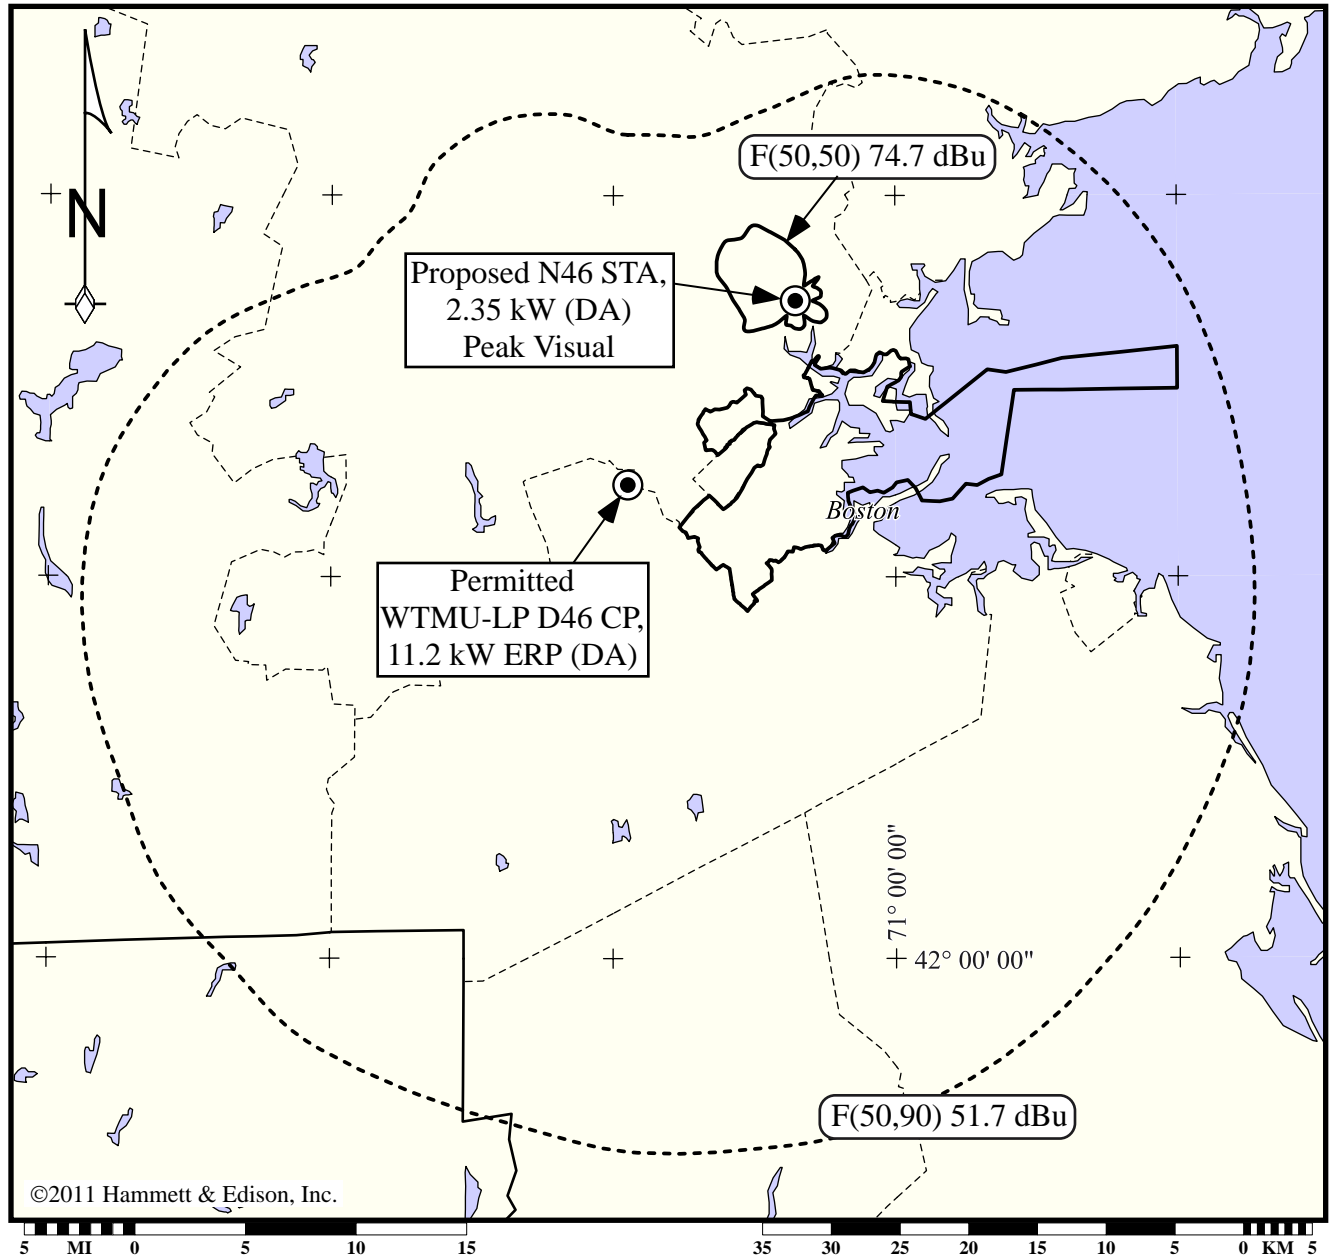 F(50,50) 74.7 dBu
N
Proposed N46 STA,
2.35 kW (DA)
Peak Visual
Boston
Permitted
WTMU-LP D46 CP,
11.2 kW ERP (DA)
71° 00' 00"
42° 00' 00"
F(50,90) 51.7 dBu
©2011 Hammett & Edison, Inc.
5 MI 0 5 10 15 35 30 25 20 15 10 5 0 KM 5